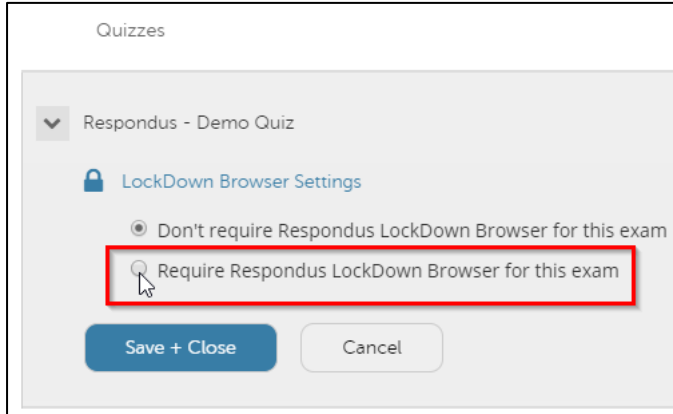 Quizzes
Respondus - Demo Quiz
LockDown Browser Settings
Don't require Respondus LockDown Browser for this exam
Require Respondus LockDown Browser for this exam
Save + Close Cancel